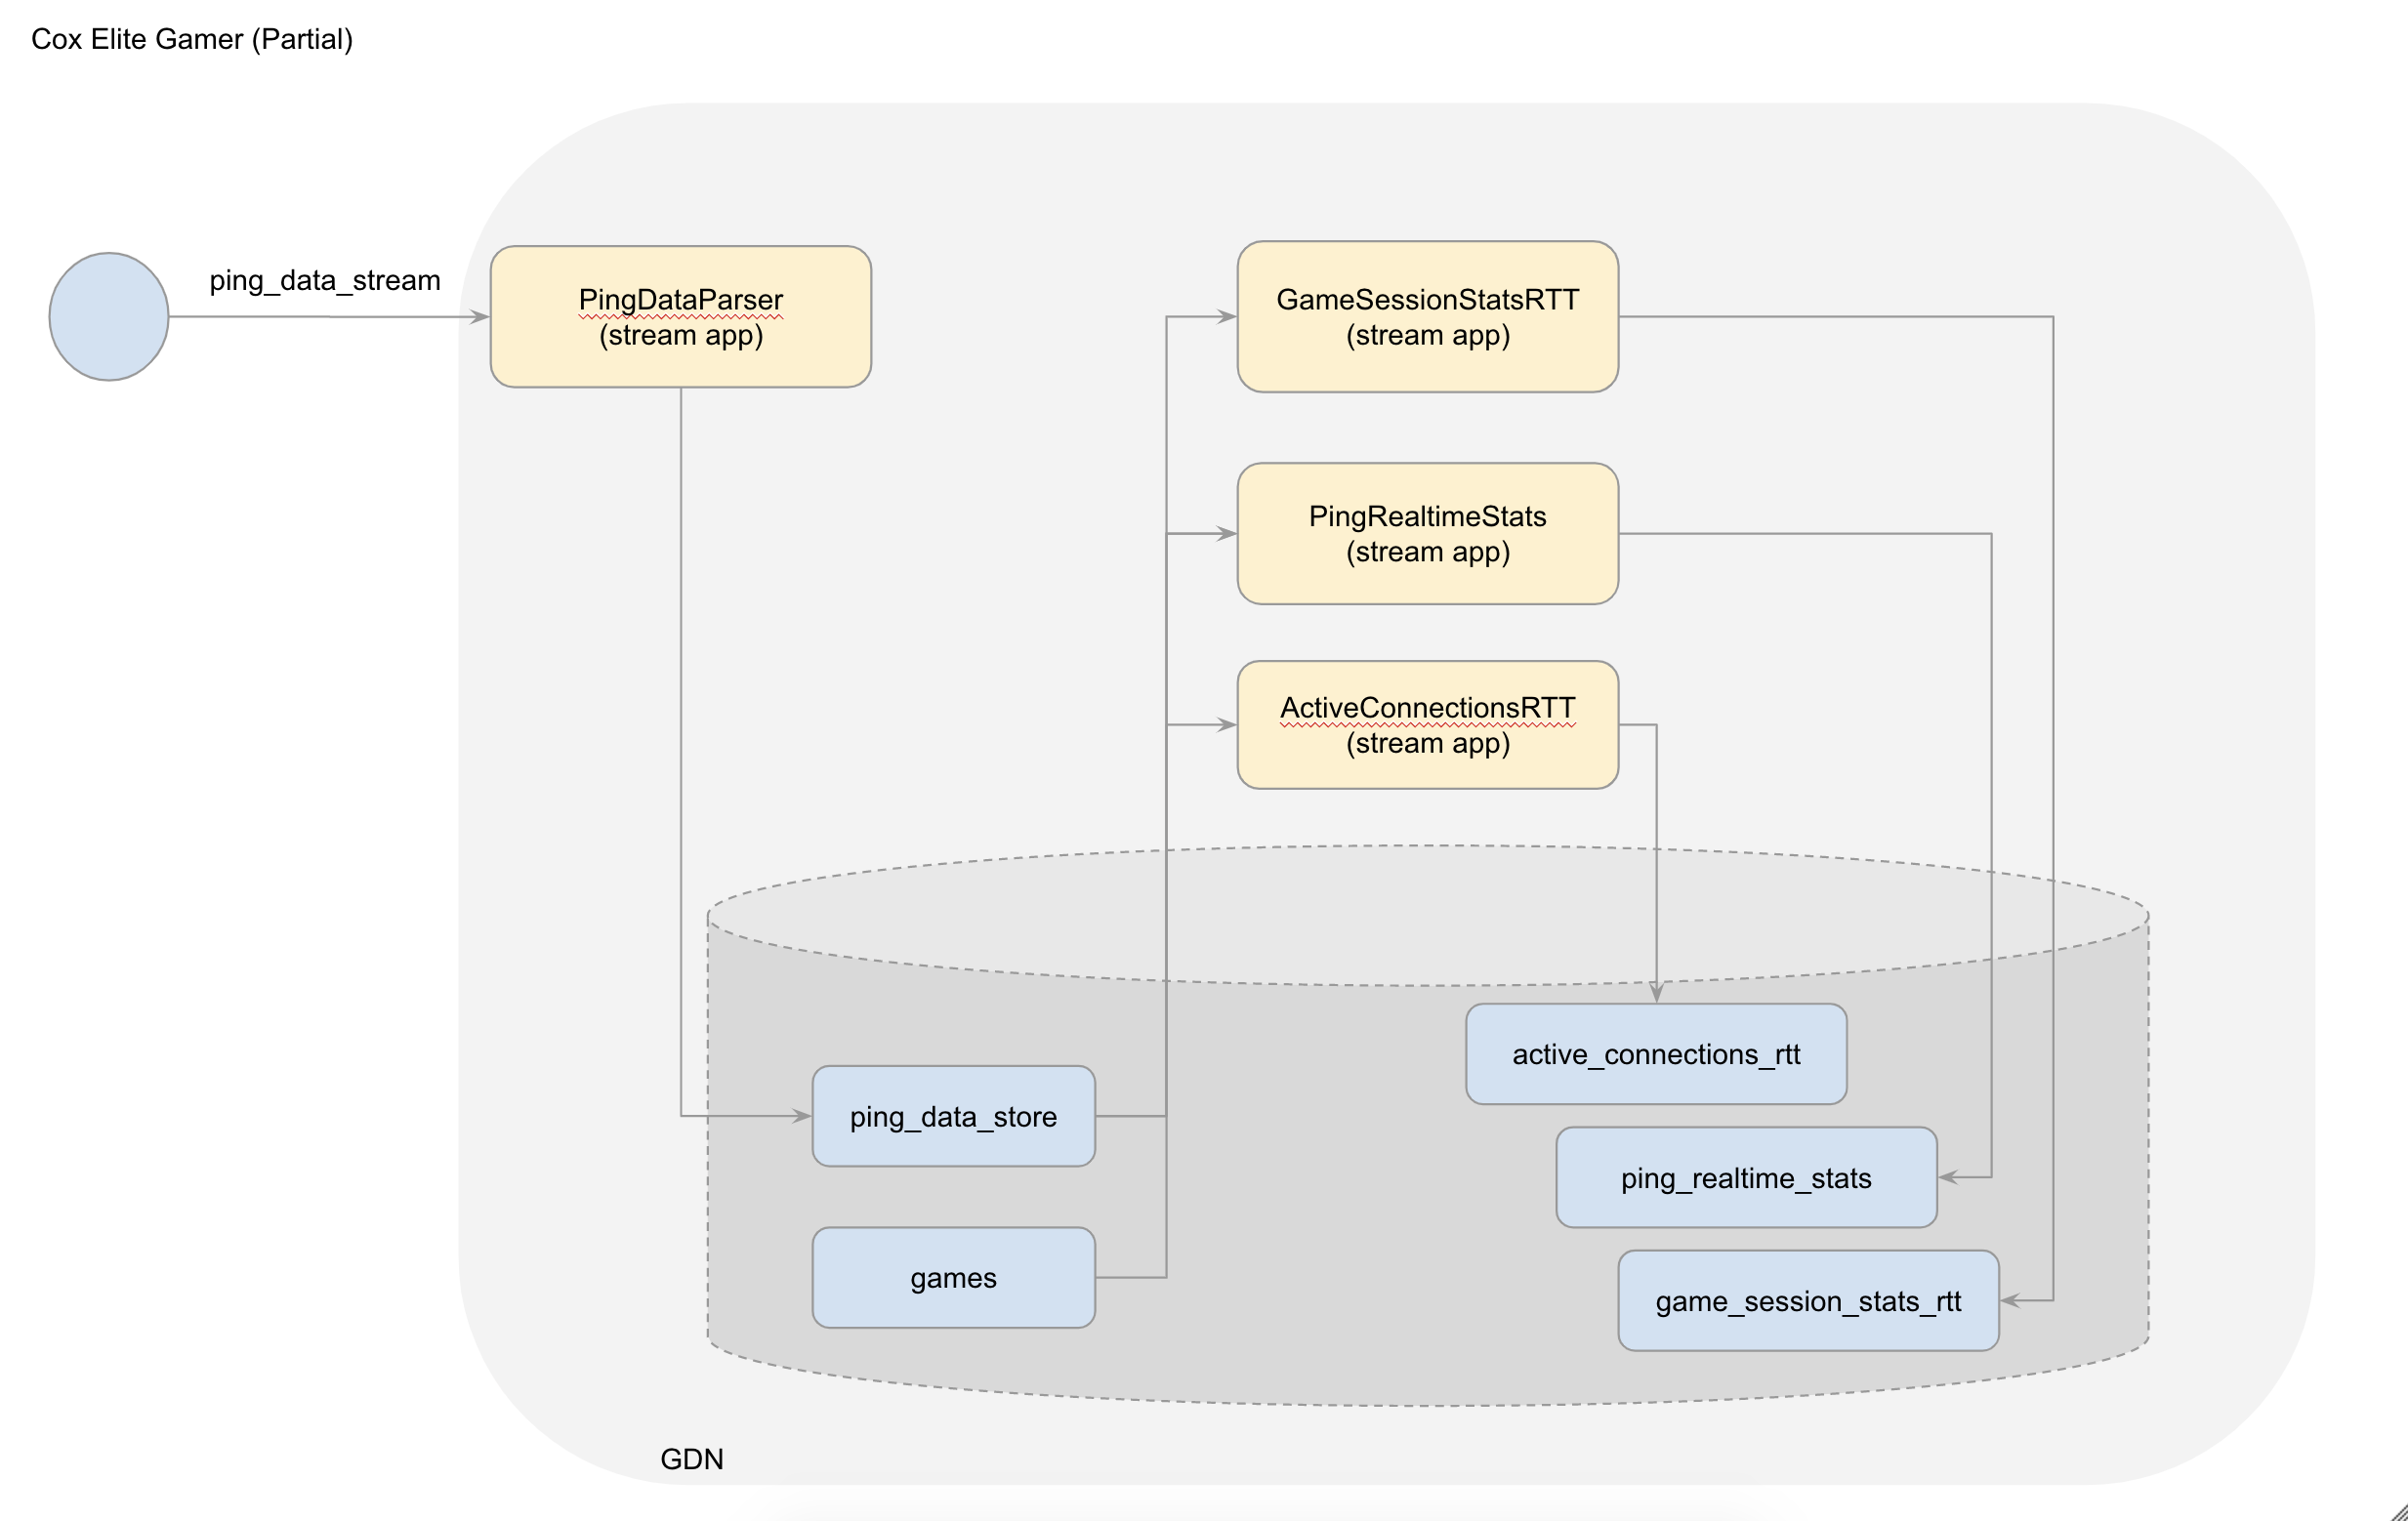 Cox Elite Gamer (Partial)
ping_data_stream
PingDataParser
(stream app)
GameSessionStatsRTT
(stream app)
PingRealtimeStats
(stream app)
ActiveConnectionsRTT
(stream app)
active_connections_rtt
ping_data_store
ping_realtime_stats
games
game_session_stats_rtt
GDN